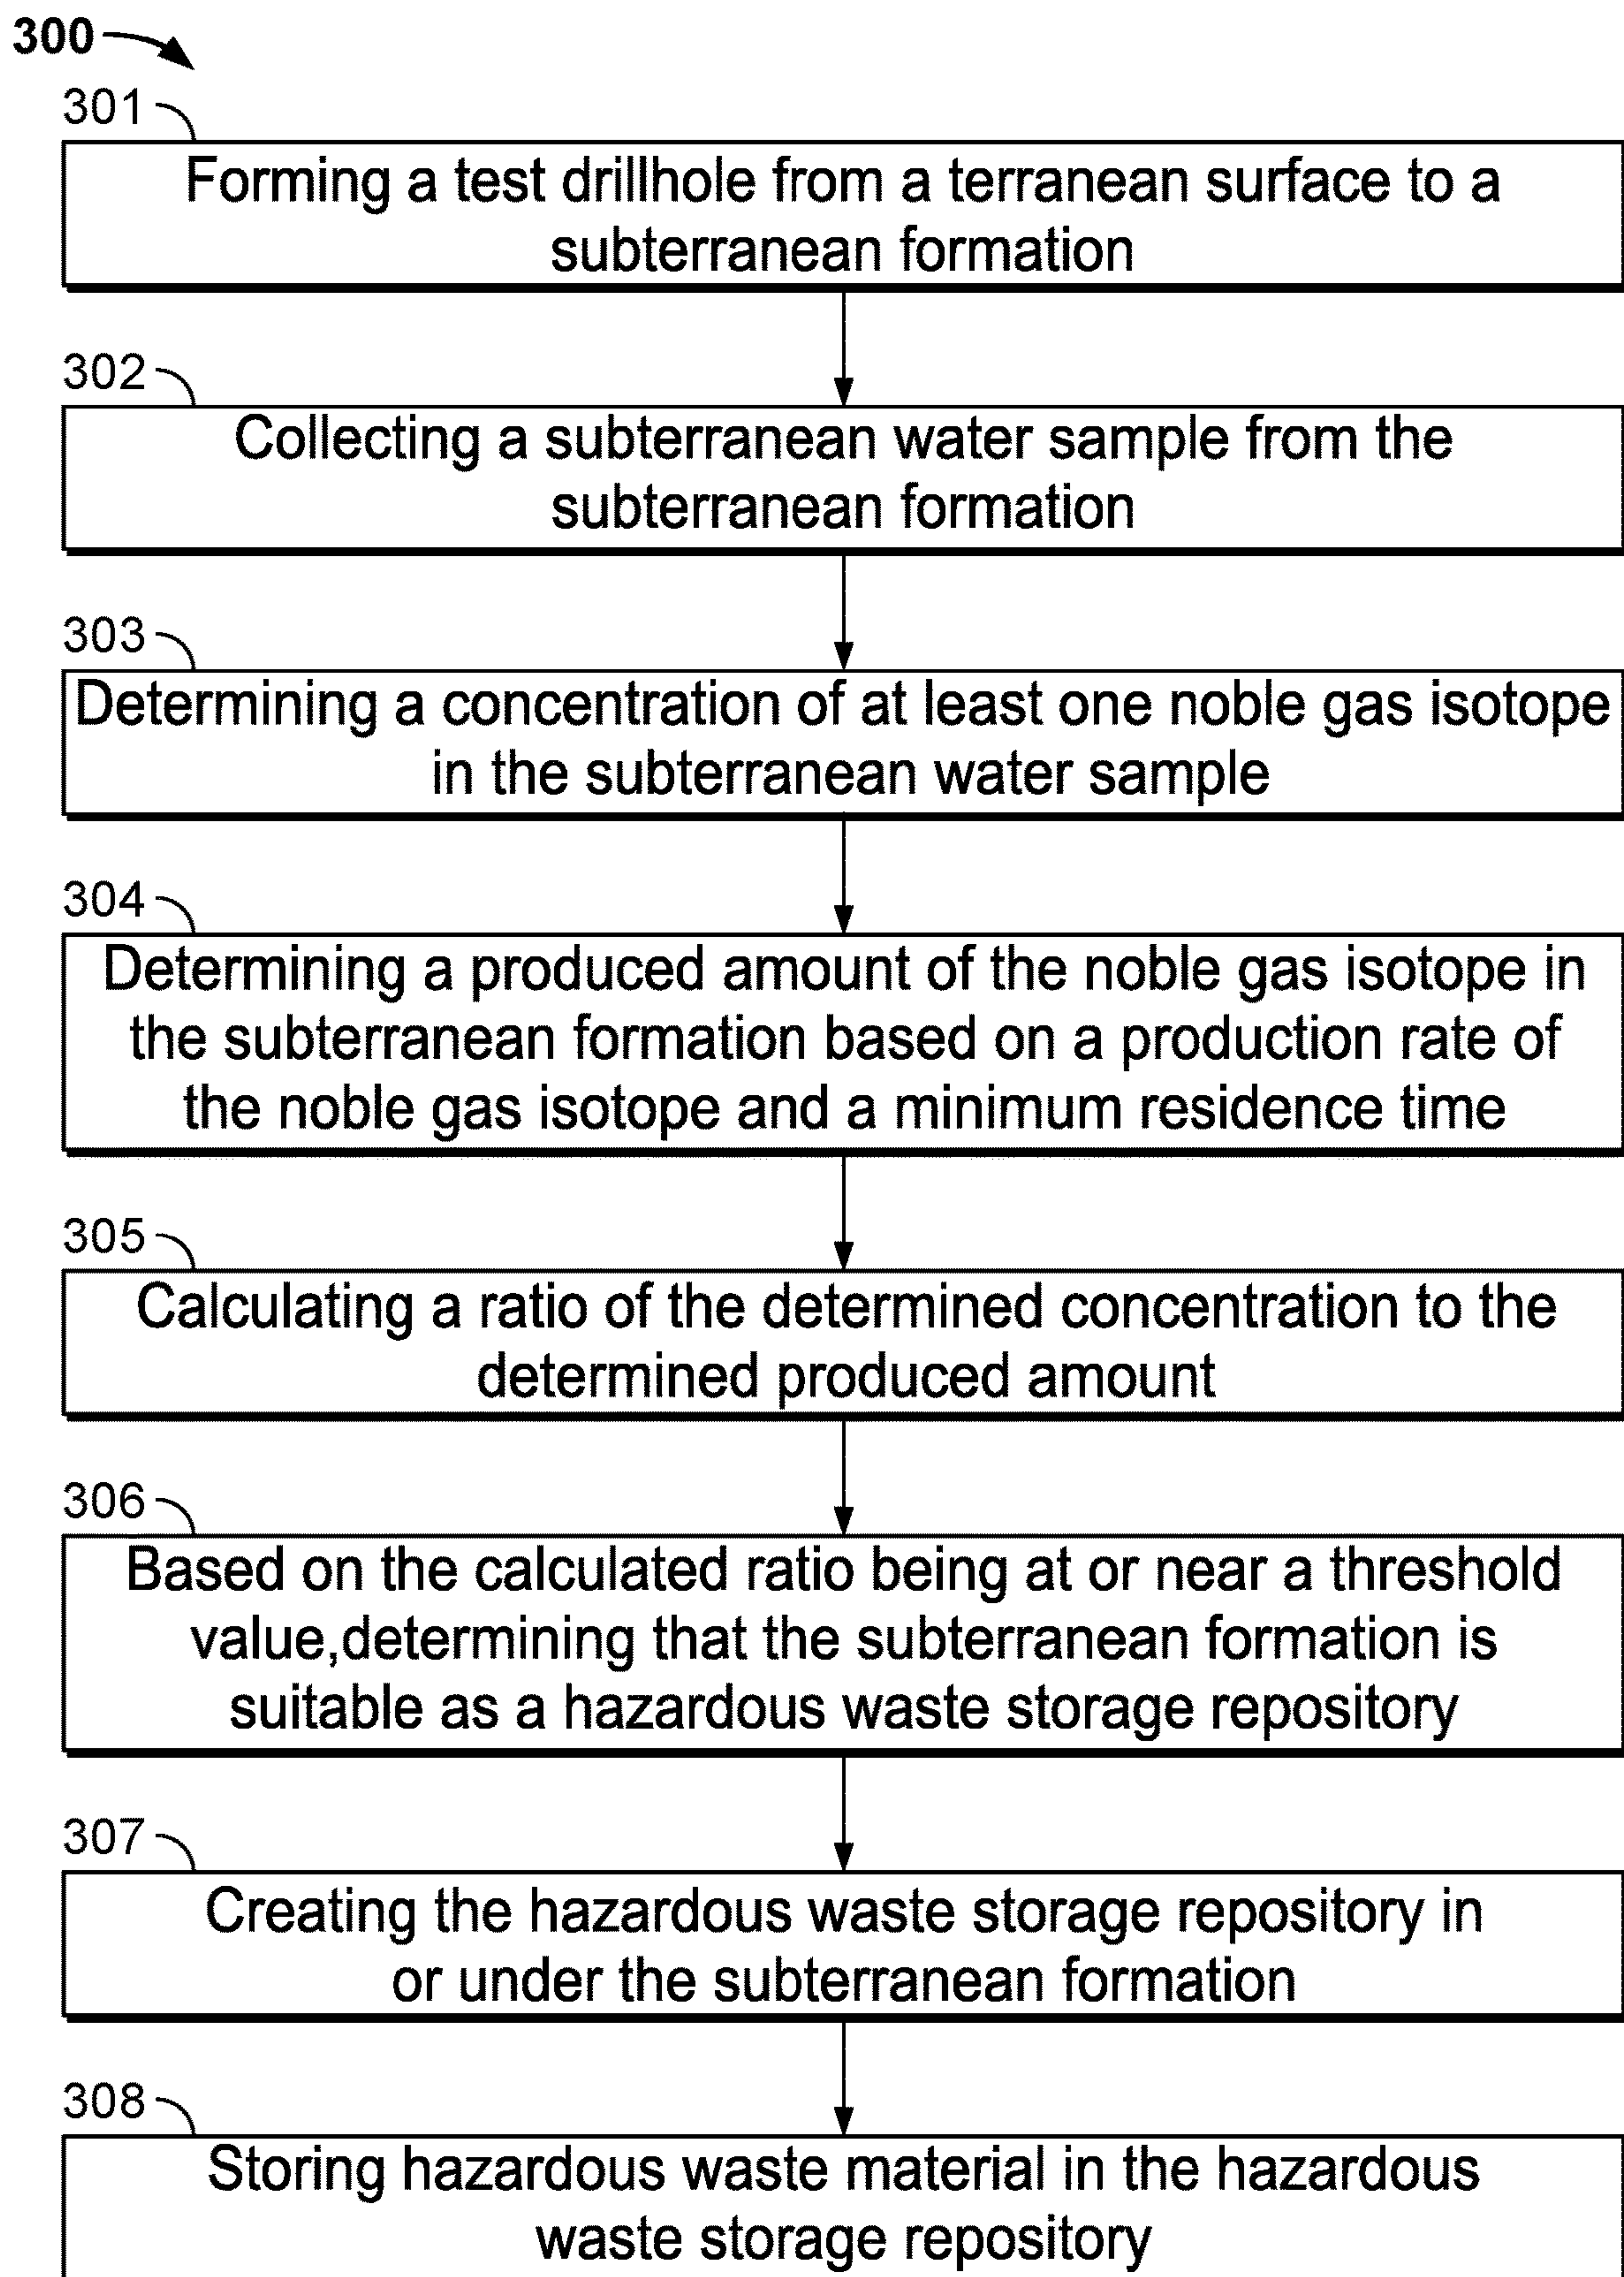 300
301
Forming a test drillhole from a terranean surface to a
subterranean formation
302
Collecting a subterranean water sample from the
subterranean formation
303
Determining a concentration of at least one noble gas isotope
in the subterranean water sample
304
Determining a produced amount of the noble gas isotope in
the subterranean formation based on a production rate of
the noble gas isotope and a minimum residence time
305
Calculating a ratio of the determined concentration to the
determined produced amount
306
Based on the calculated ratio being at or near a threshold
value,determining that the subterranean formation is
suitable as a hazardous waste storage repository
307
Creating the hazardous waste storage repository in
or under the subterranean formation
308
Storing hazardous waste material in the hazardous
waste storage repository